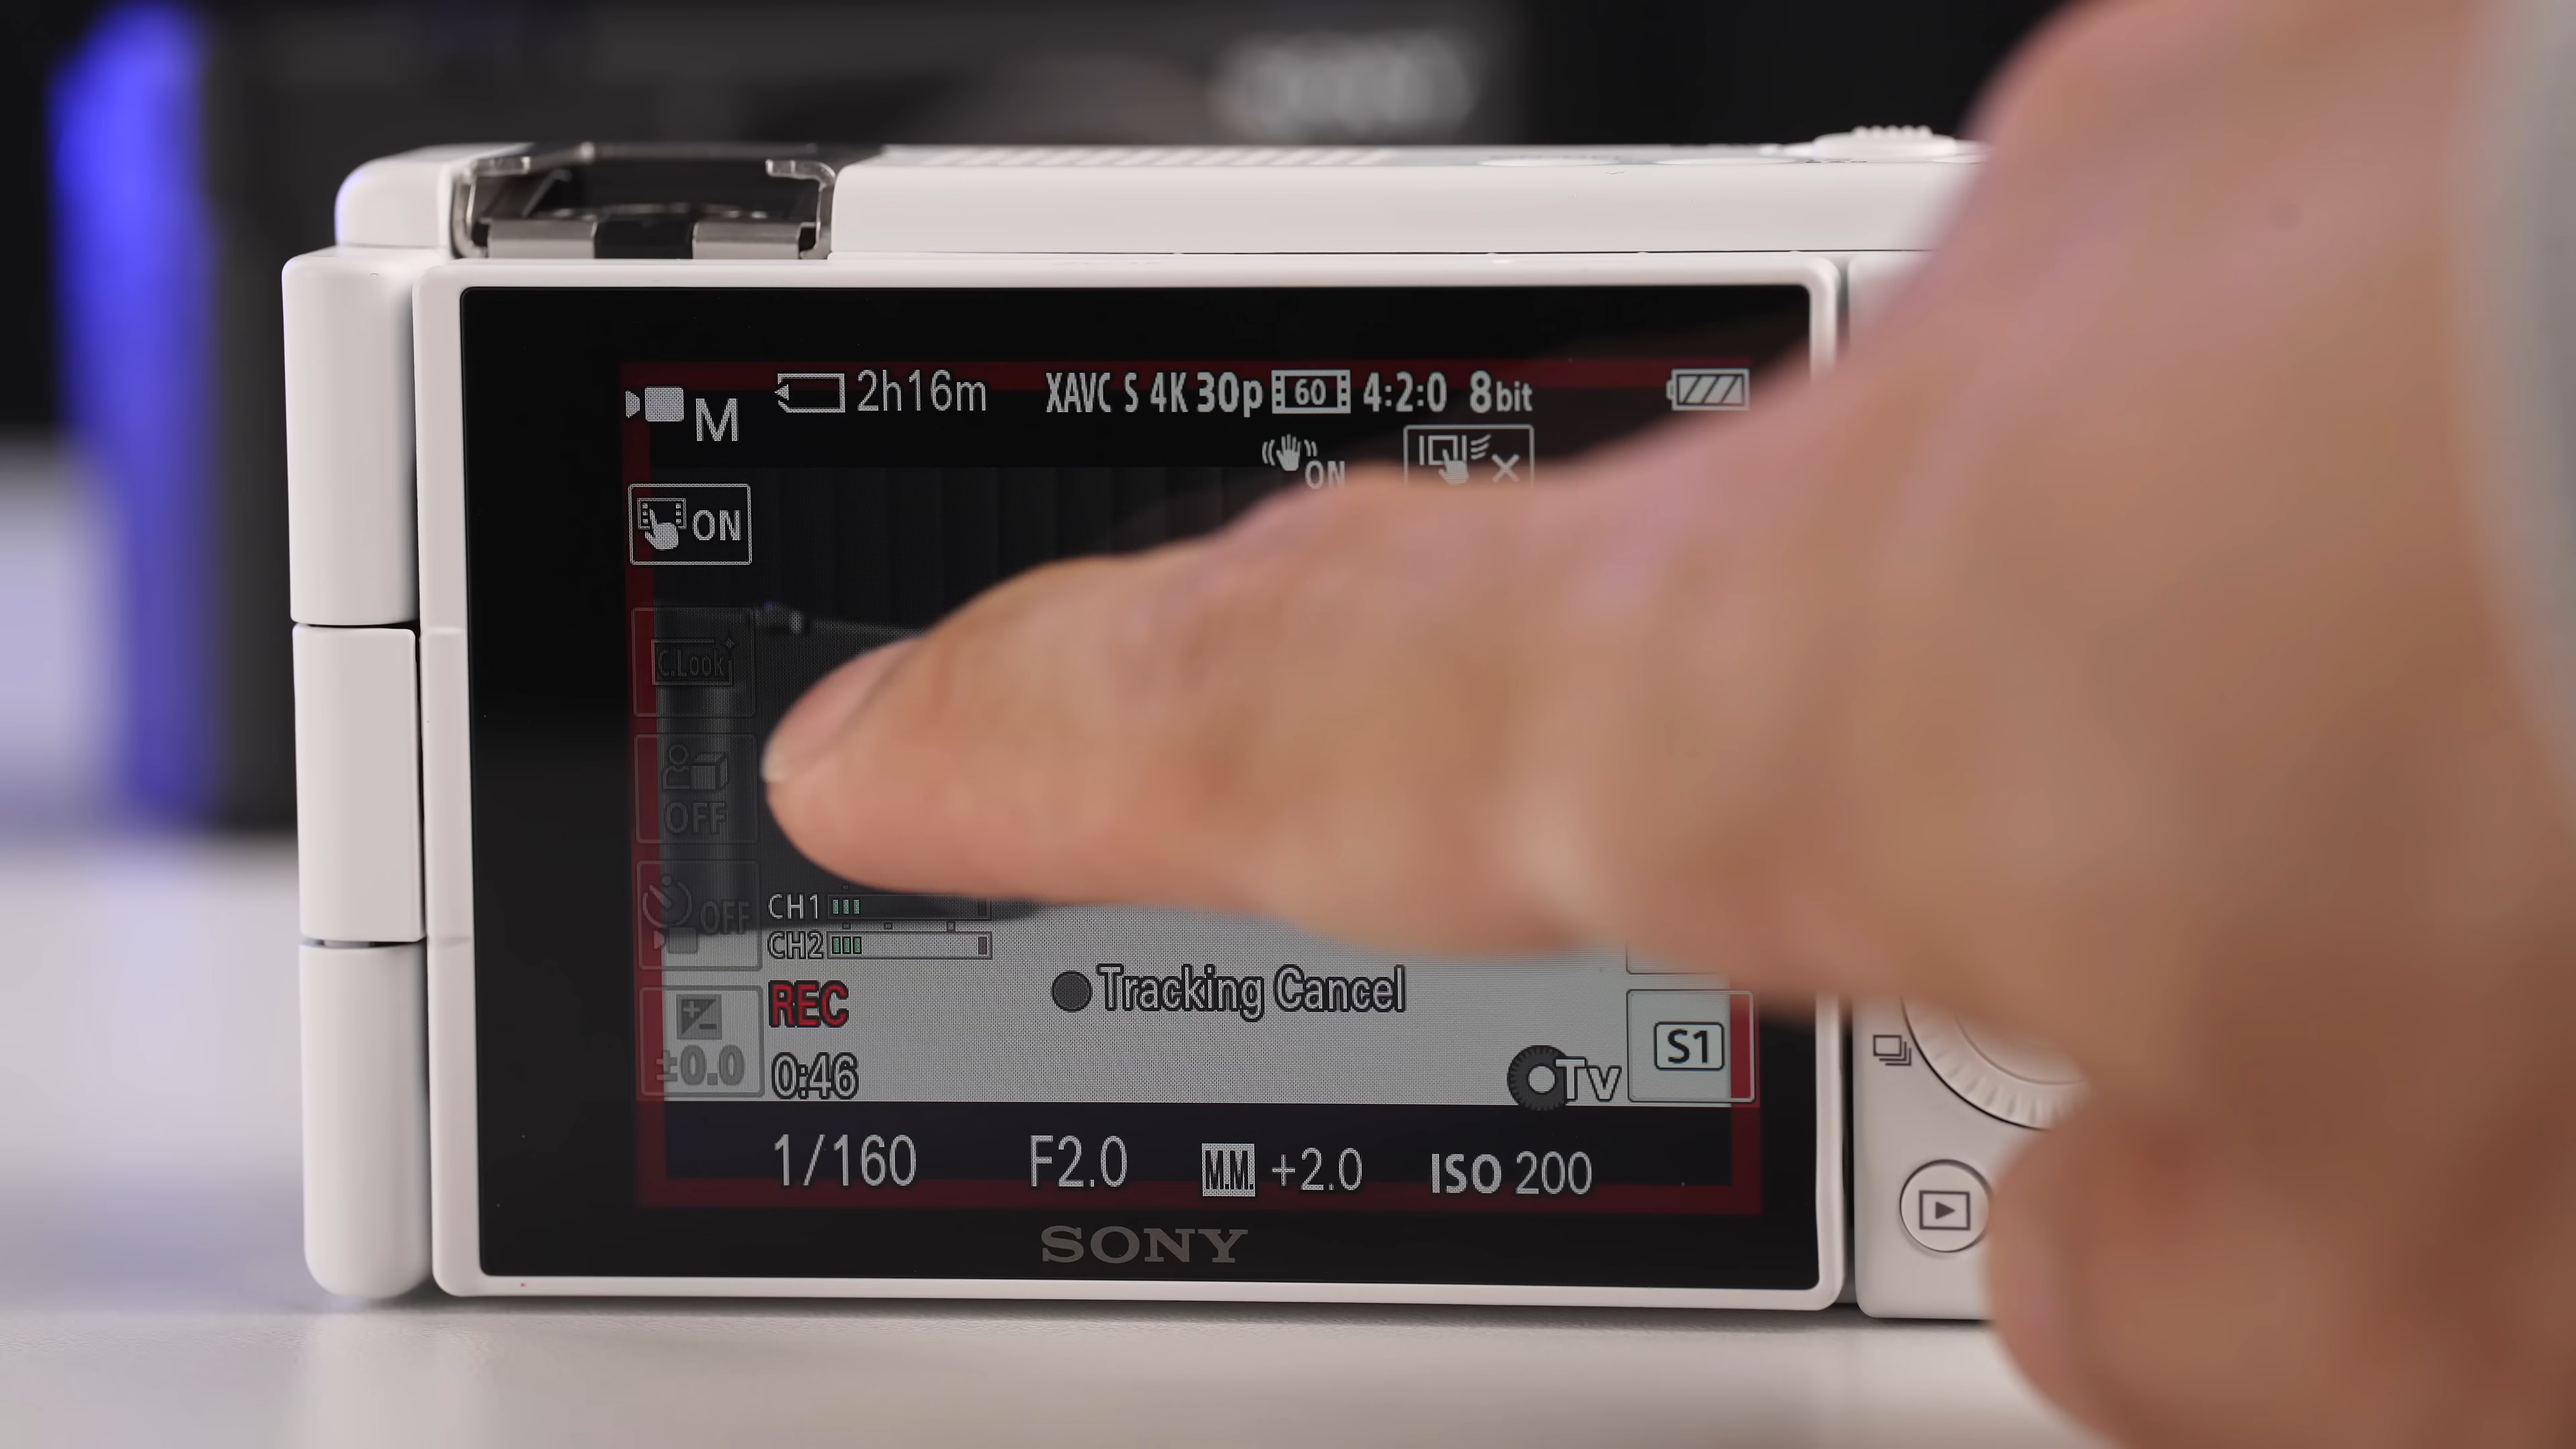 M 2h16m XAVC S 4K 30p 60 4:2:0 8bit
ON
ON
C.Look
OFF
OFF
CH1
CH2
Tracking Cancel
REC
±0.0
0:46
Tv
S1
1/160 F2.0 M.M. +2.0 ISO 200
SONY